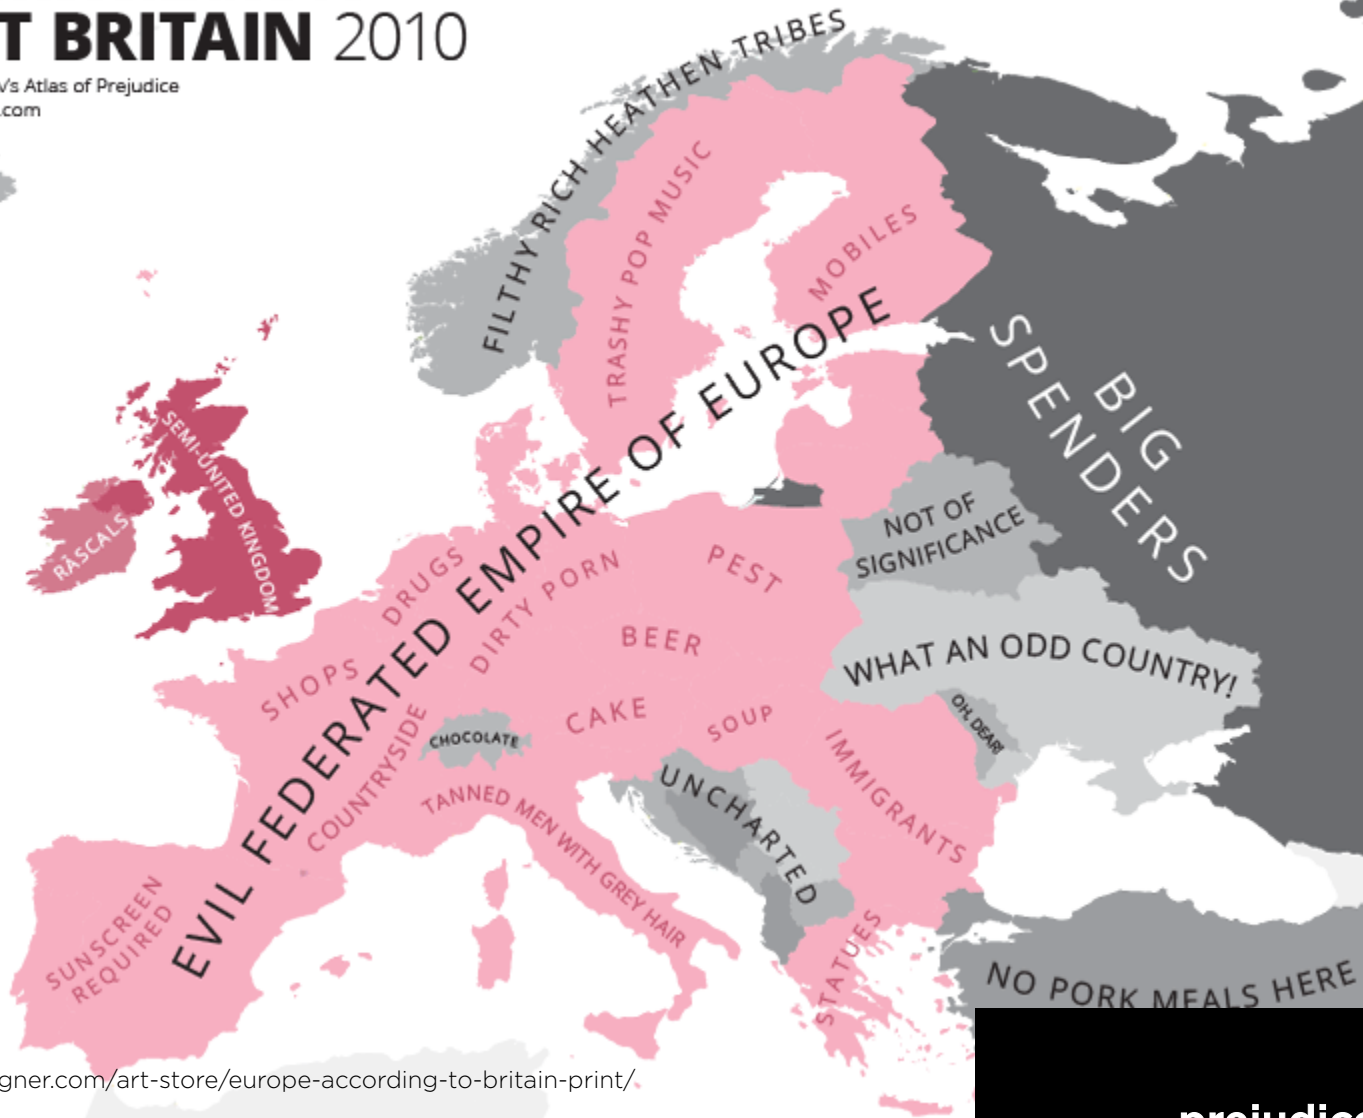 T BRITAIN 2010
v's Atlas of Prejudice
.com
FILTHY RICH HEATHEN TRIBES
TRASHY POP MUSIC
MOBILES
EVIL FEDERATED EMPIRE OF EUROPE
BIG
SPENDERS
SEMI-UNITED KINGDOM
RASCALS
NOT OF
SIGNIFICANCE
DRUGS
DIRTY PORN
PEST
BEER
WHAT AN ODD COUNTRY!
SHOPS
COUNTRYSIDE
CHOCOLATE
CAKE
SOUP
OH, DEAR!
IMMIGRANTS
TANNED MEN WITH GREY HAIR
UNCHARTED
SUNSCREEN
REQUIRED
STATUES
NO PORK MEALS HERE
gner.com/art-store/europe-according-to-britain-print/